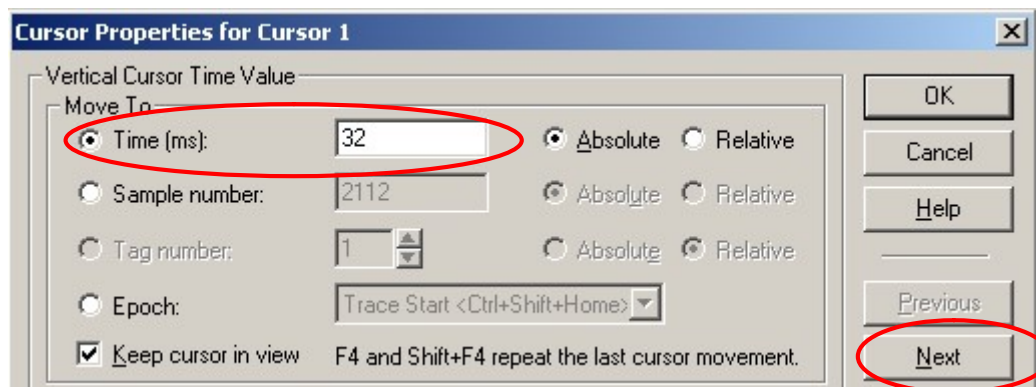 Cursor Properties for Cursor 1
Vertical Cursor Time Value
Move To
Time (ms): 32 Absolute Relative
Sample number: 2112 Absolute Relative
Tag number: 1 Absolute Relative
Epoch: Trace Start <Ctrl+Shift+Home>
Keep cursor in view F4 and Shift+F4 repeat the last cursor movement.
OK
Cancel
Help
Previous
Next